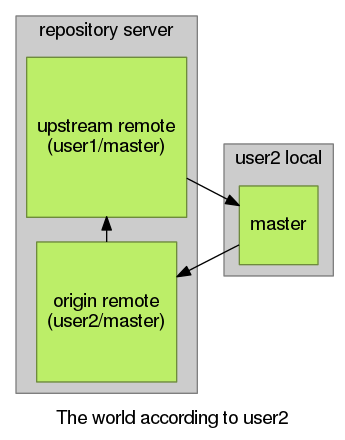 repository server
upstream remote
(user1/master)
user2 local
master
origin remote
(user2/master)
The world according to user2